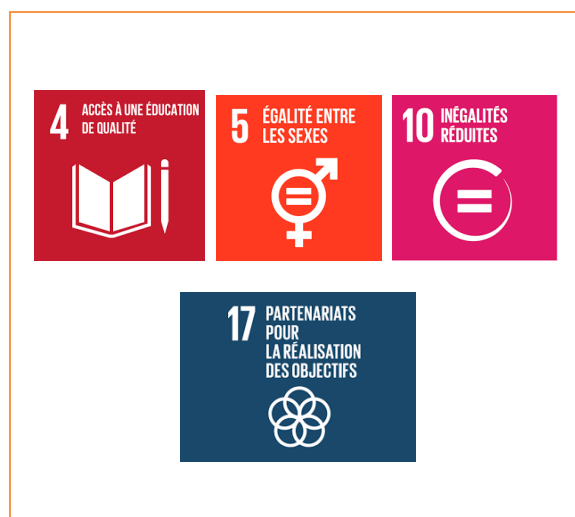 4 ACCÈS À UNE ÉDUCATION
DE QUALITÉ
5 ÉGALITÉ ENTRE
LES SEXES
10 INÉGALITÉS
RÉDUITES
17 PARTENARIATS
POUR
LA RÉALISATION
DES OBJECTIFS